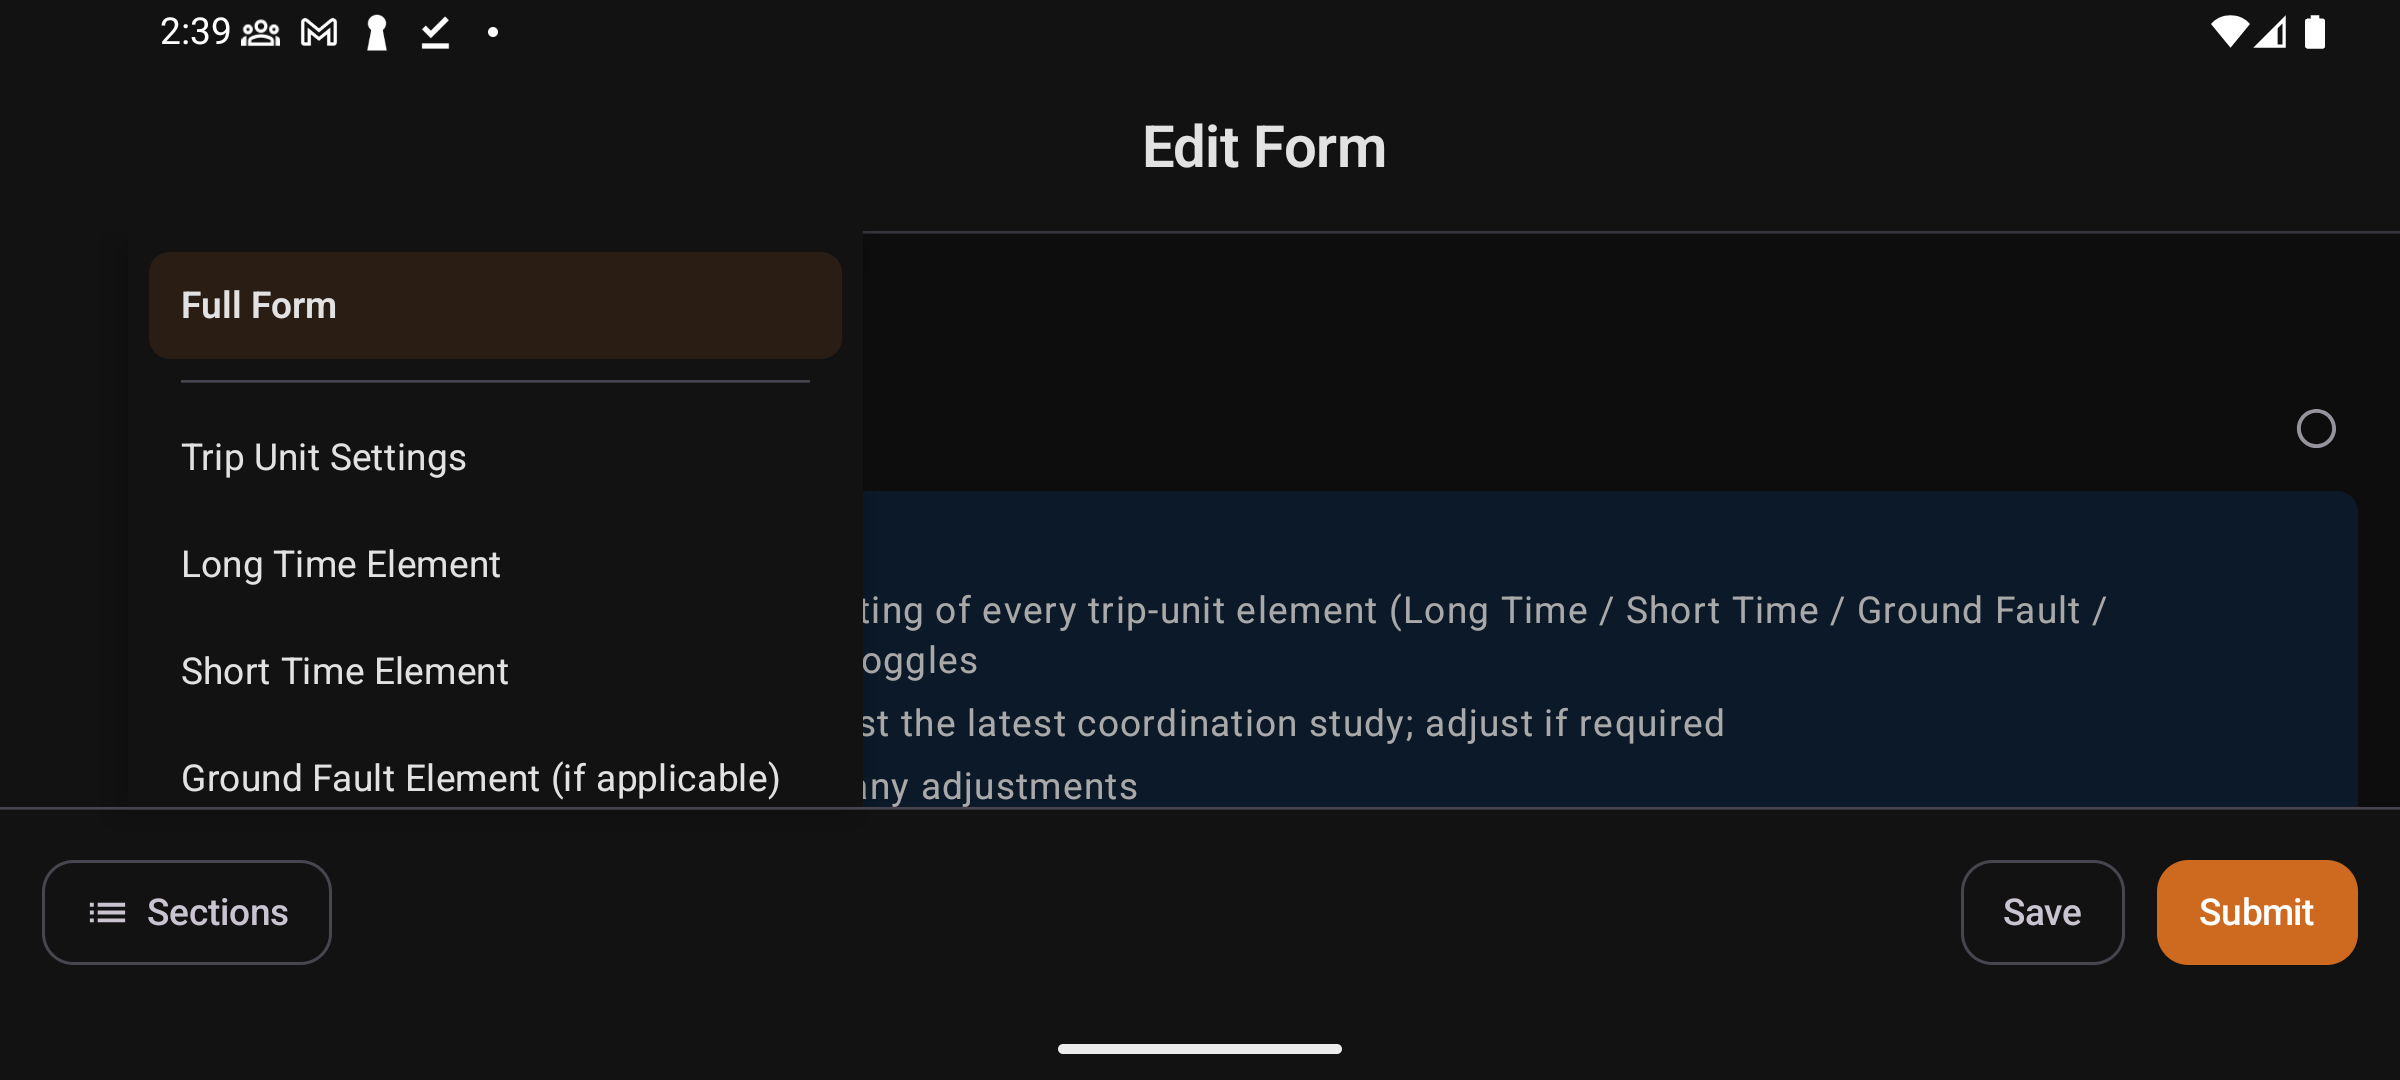 2:39
Edit Form
Full Form
Trip Unit Settings
Long Time Element
ting of every trip-unit element (Long Time / Short Time / Ground Fault /
oggles
Short Time Element
st the latest coordination study; adjust if required
Ground Fault Element (if applicable)
any adjustments
Sections
Save
Submit